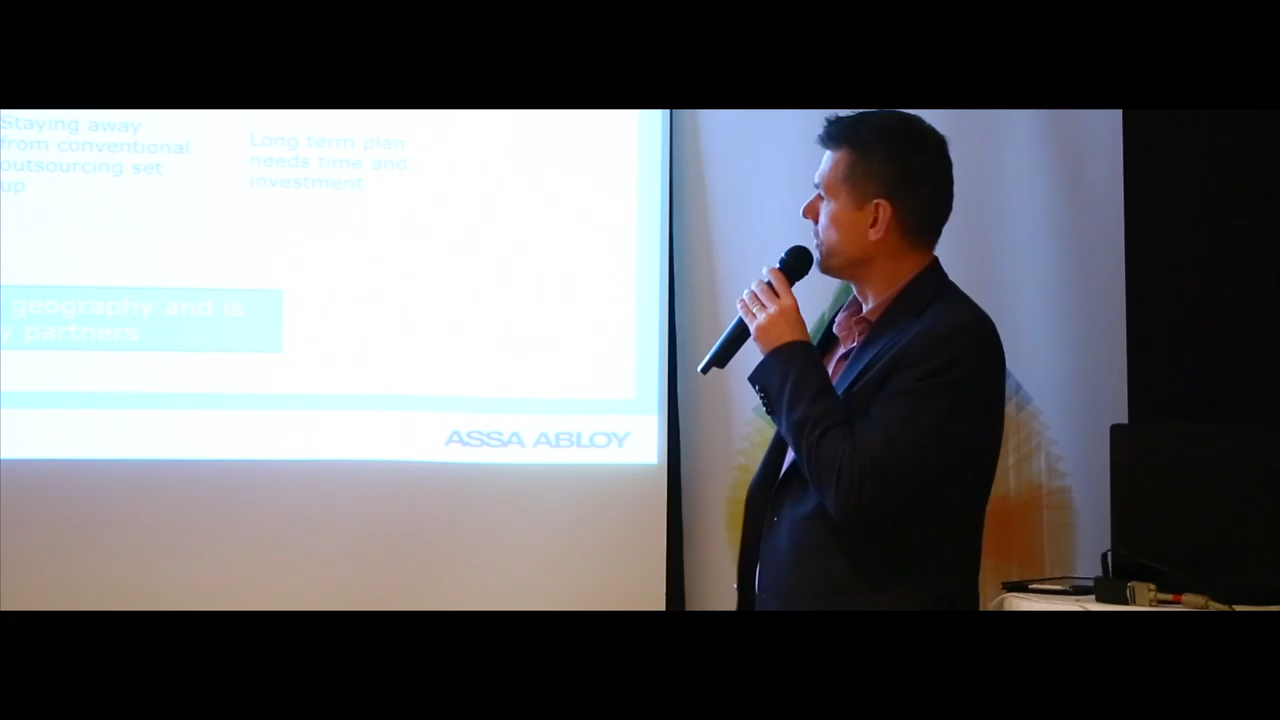 Staying away
from conventional
outsourcing set
up
Long term plan
needs time and
investment
geography and is
y partners
ASSA ABLOY